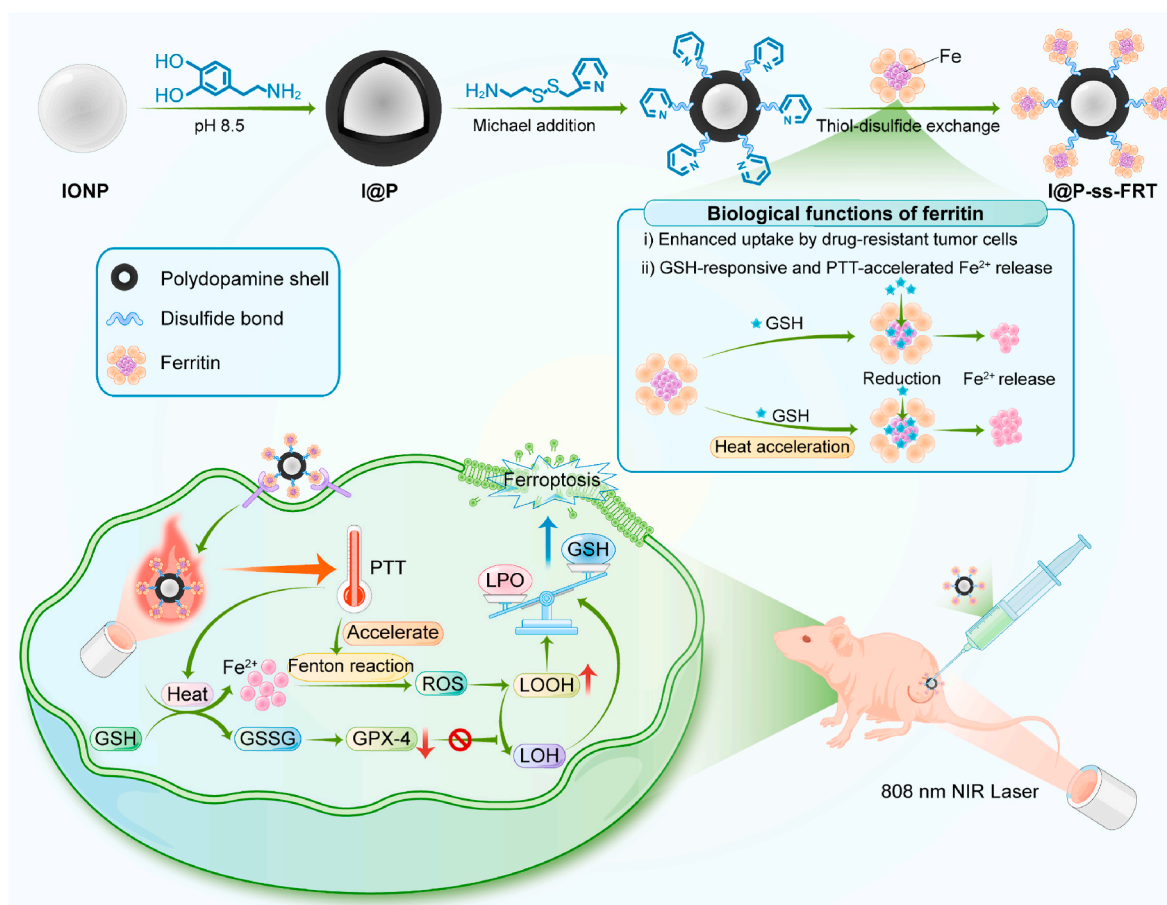 HO
HO
NH₂
pH 8.5
H₂N
S
S
N
Michael addition
N
N
N
N
N
N
Fe
Thiol-disulfide exchange
IONP
I@P
I@P-ss-FRT
Biological functions of ferritin
i) Enhanced uptake by drug-resistant tumor cells
ii) GSH-responsive and PTT-accelerated Fe²⁺ release
GSH
Reduction
Fe²⁺ release
GSH
Heat acceleration
Polydopamine shell
Disulfide bond
Ferritin
Ferroptosis
PTT
GSH
LPO
Accelerate
Fe²⁺
Fenton reaction
Heat
ROS
LOOH
GSH
GSSG
GPX-4
LOH
808 nm NIR Laser